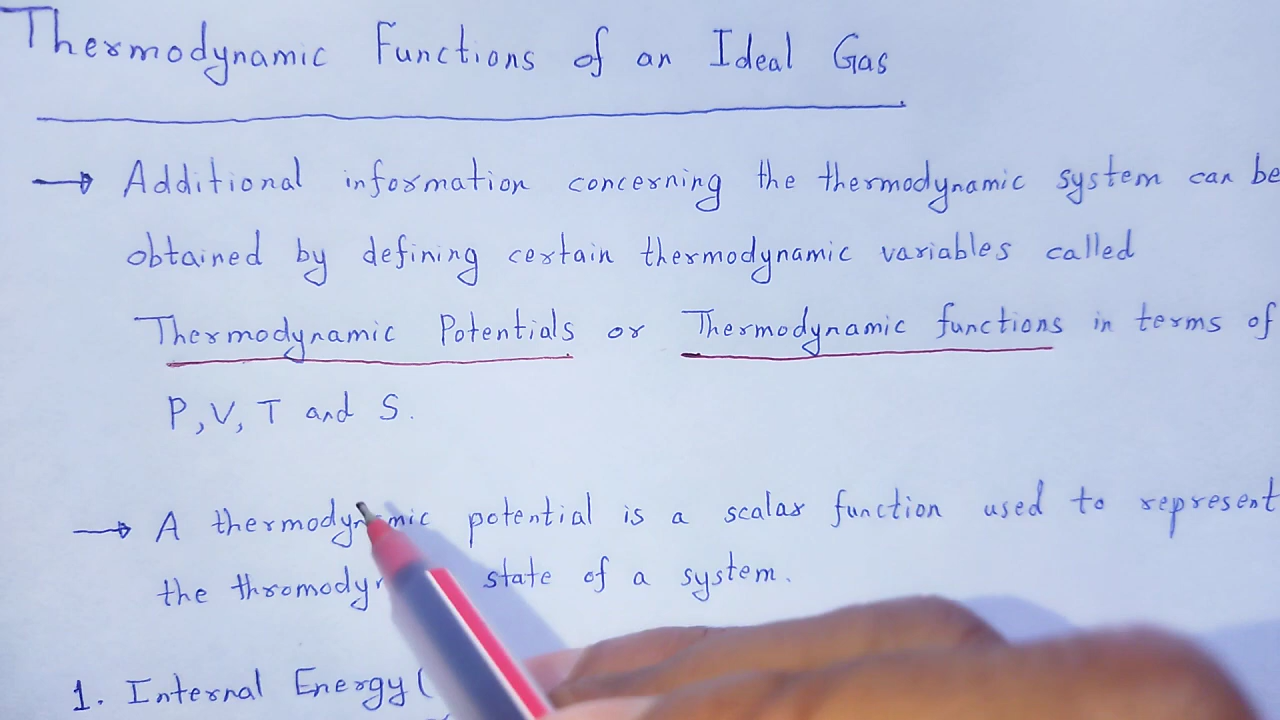 Thermodynamic Functions of an Ideal Gas
→ Additional information concerning the thermodynamic system can be
obtained by defining certain thermodynamic variables called
Thermodynamic Potentials or Thermodynamic functions in terms of
P, V, T and S.
→ A thermodynamic potential is a scalar function used to represent
the state of a system.
1. Internal Energy (